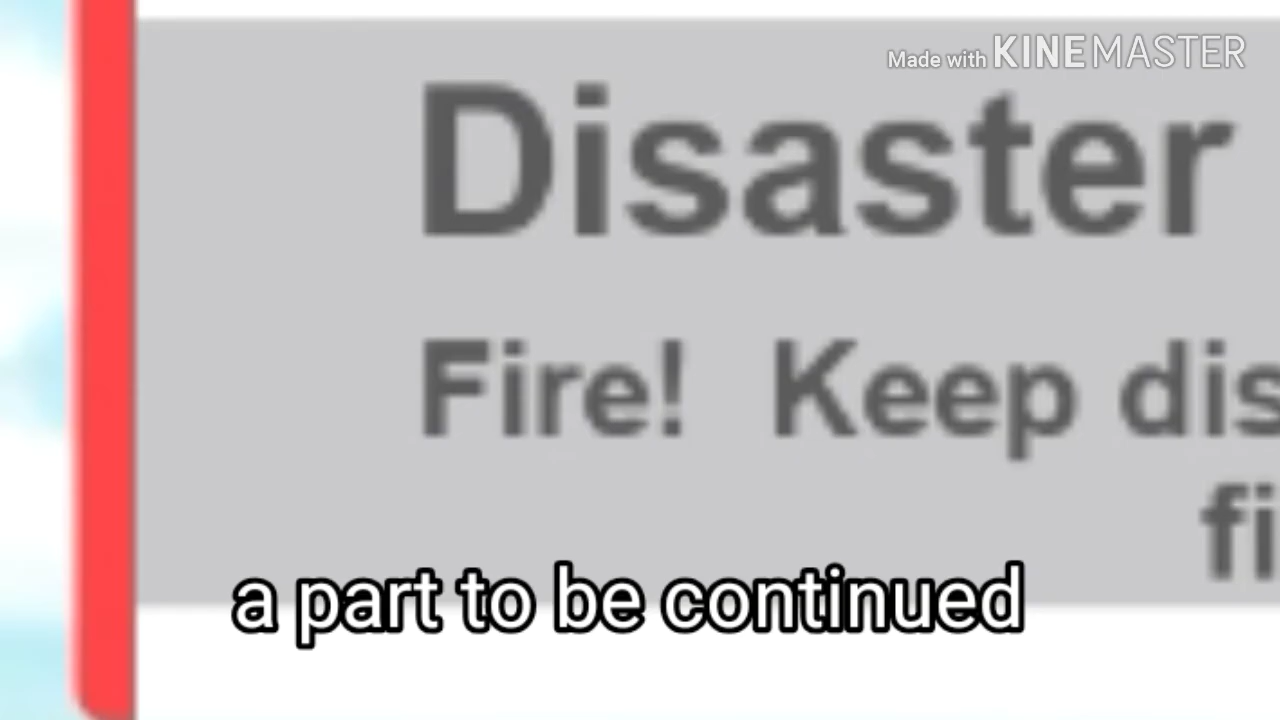 Made with KINEMASTER
Disaster
Fire! Keep dis
fi
a part to be continued